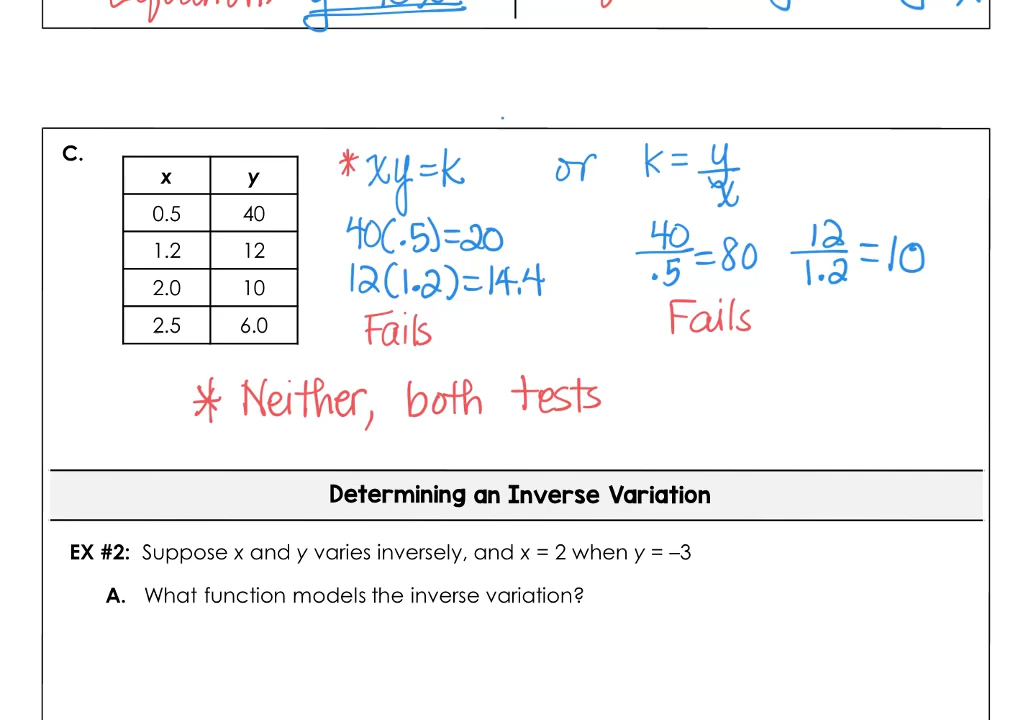 C.
x y
0.5 40
1.2 12
2.0 10
2.5 6.0
* xy = k or k = y/x
40(.5) = 20
12(1.2) = 14.4
Fails
40/.5 = 80 12/1.2 = 10
Fails
* Neither, both tests
Determining an Inverse Variation
EX #2: Suppose x and y varies inversely, and x = 2 when y = –3
A. What function models the inverse variation?